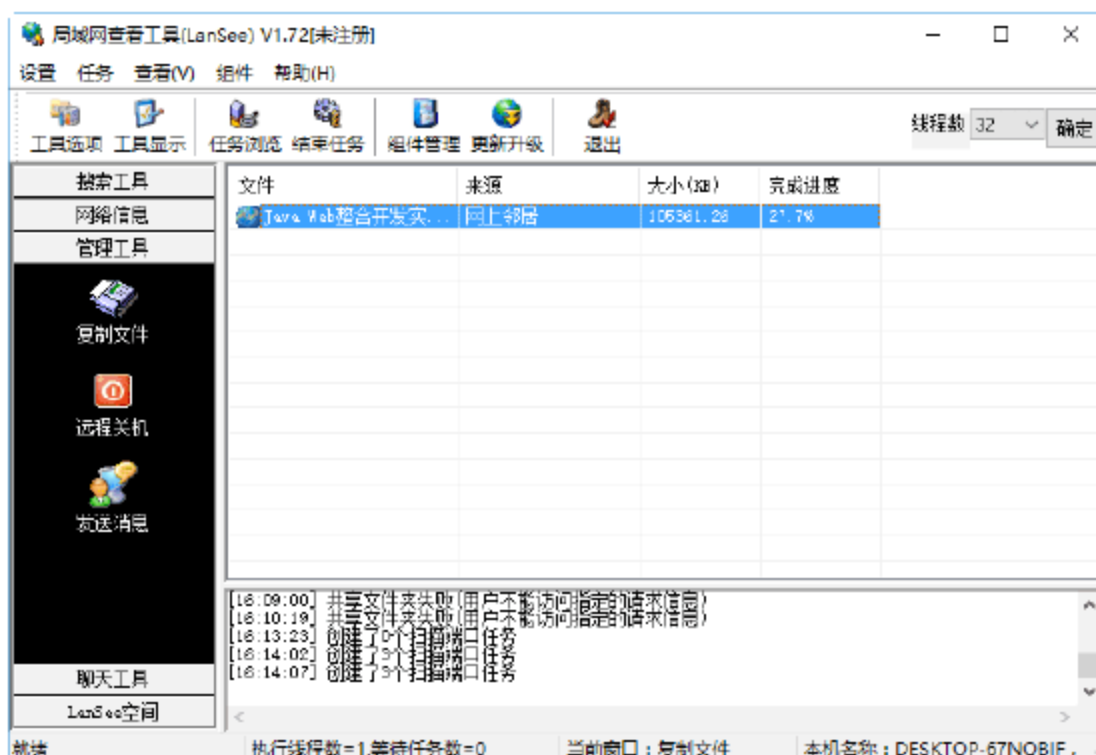 局域网查看工具(LanSee) V1.72[未注册]
设置 任务 查看(V) 组件 帮助(H)
工具选项 工具显示 任务浏览 结束任务 组件管理 更新升级 退出 线程数 32 确定
搜索工具
网络信息
管理工具
复制文件
远程关机
发送消息
聊天工具
LanSee空间
文件 来源 大小(KB) 完成进度
Java Web整合开发实... 网上邻居 27.7%
[16:09:00] 共享文件夹失败(用户不能访问指定的请求信息)
[16:10:19] 共享文件夹失败(用户不能访问指定的请求信息)
[16:13:23] 创建了0个扫描端口任务
[16:14:02] 创建了3个扫描端口任务
[16:14:07] 创建了3个扫描端口任务
就绪 执行线程数=1,等待任务数=0 当前窗口：复制文件 本机名称：DESKTOP-67NOBIF，